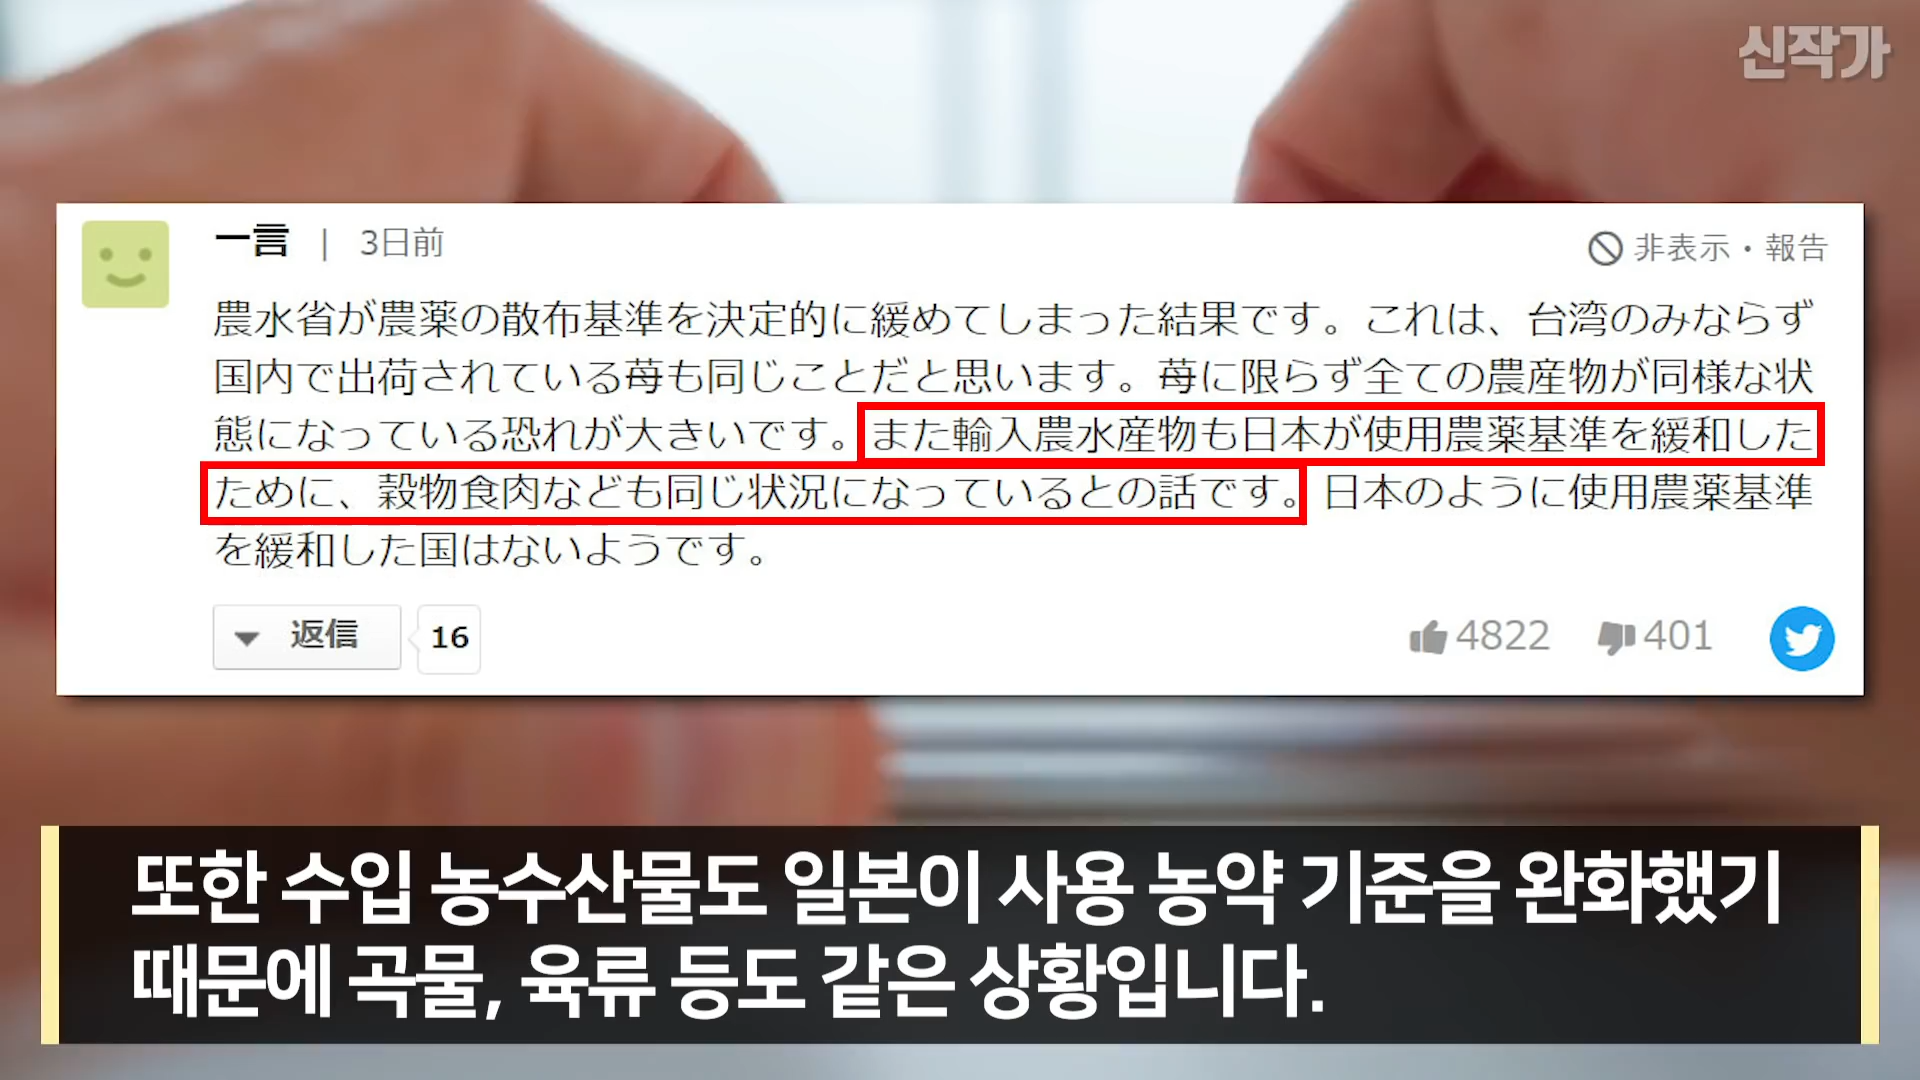 신작가
一言 | 3日前
非表示・報告
農水省が農薬の散布基準を決定的に緩めてしまった結果です。これは、台湾のみならず
国内で出荷されている苺も同じことだと思います。苺に限らず全ての農産物が同様な状
態になっている恐れが大きいです。また輸入農水産物も日本が使用農薬基準を緩和した
ために、穀物食肉なども同じ状況になっているとの話です。日本のように使用農薬基準
を緩和した国はないようです。
返信 16
4822 401
또한 수입 농수산물도 일본이 사용 농약 기준을 완화했기
때문에 곡물, 육류 등도 같은 상황입니다.